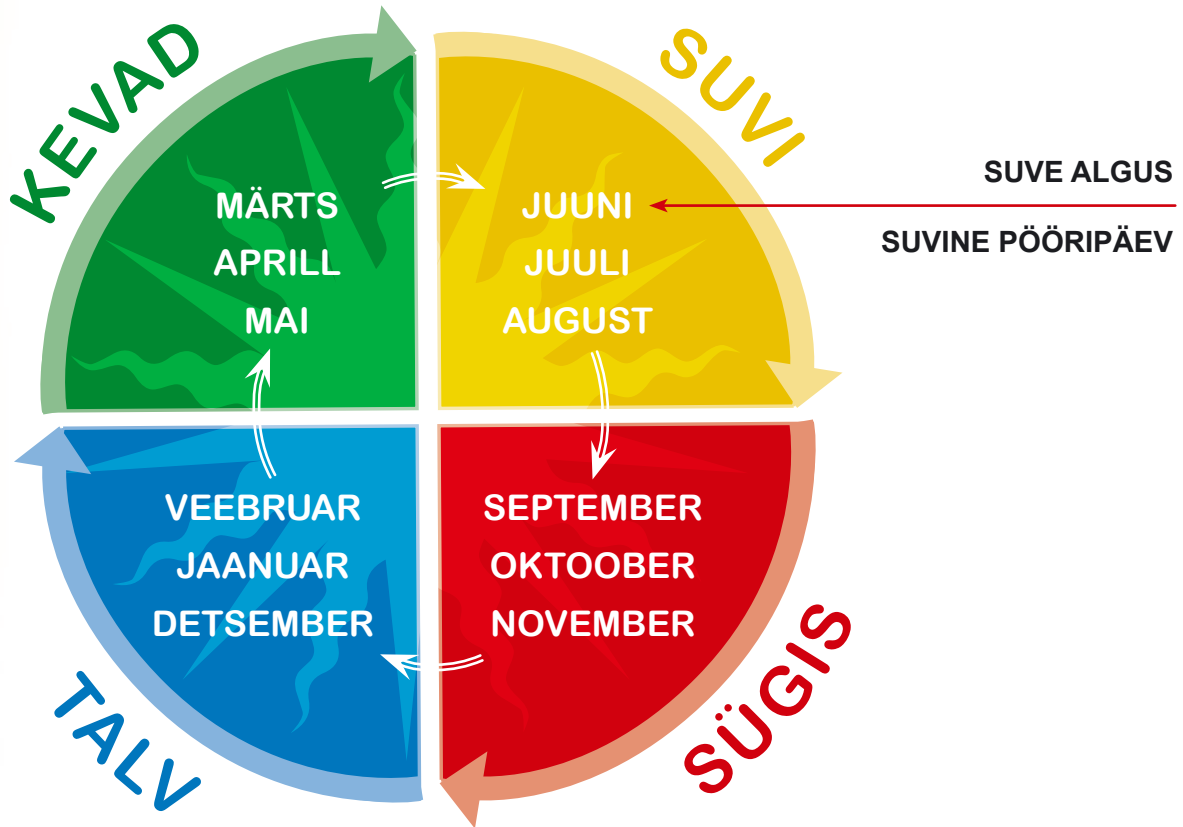 KEVAD
MÄRTS
APRILL
MAI
SUVI
JUUNI
JUULI
AUGUST
SUVE ALGUS
SUVINE PÖÖRIPÄEV
VEEBRUAR
JAANUAR
DETSEMBER
TALV
SEPTEMBER
OKTOOBER
NOVEMBER
SÜGIS